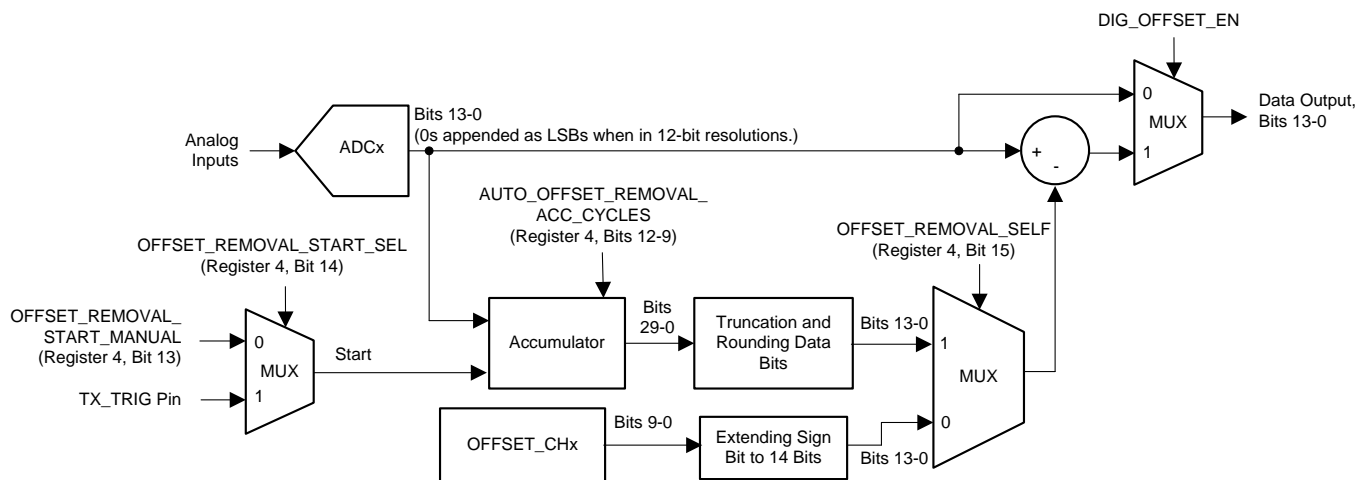 DIG_OFFSET_EN
0
MUX
1
Data Output,
Bits 13-0
Bits 13-0
(0s appended as LSBs when in 12-bit resolutions.)
Analog
Inputs
ADCx
+
-
AUTO_OFFSET_REMOVAL_
ACC_CYCLES
(Register 4, Bits 12-9)
OFFSET_REMOVAL_SELF
(Register 4, Bit 15)
OFFSET_REMOVAL_START_SEL
(Register 4, Bit 14)
OFFSET_REMOVAL_
START_MANUAL
(Register 4, Bit 13)
TX_TRIG Pin
0
MUX
1
Start
Accumulator
Bits
29-0
Truncation and
Rounding Data
Bits
Bits 13-0
1
MUX
0
OFFSET_CHx
Bits 9-0
Extending Sign
Bit to 14 Bits
Bits 13-0